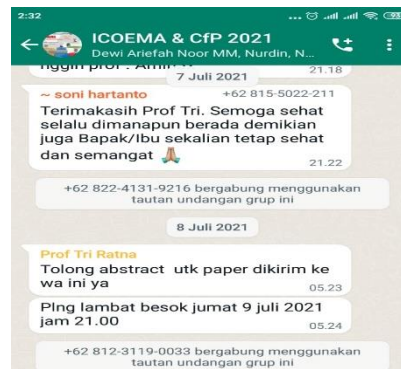 2:32
ICOEMA & CfP 2021
Dewi Ariefah Noor MM, Nurdin, N...
21.18
7 Juli 2021
~ soni hartanto +62 815-5022-211
Terimakasih Prof Tri. Semoga sehat
selalu dimanapun berada demikian
juga Bapak/Ibu sekalian tetap sehat
dan semangat 🙏
21.22
+62 822-4131-9216 bergabung menggunakan
tautan undangan grup ini
8 Juli 2021
Prof Tri Ratna
Tolong abstract utk paper dikirim ke
wa ini ya
05.23
Plng lambat besok jumat 9 juli 2021
jam 21.00
05.24
+62 812-3119-0033 bergabung menggunakan
tautan undangan grup ini